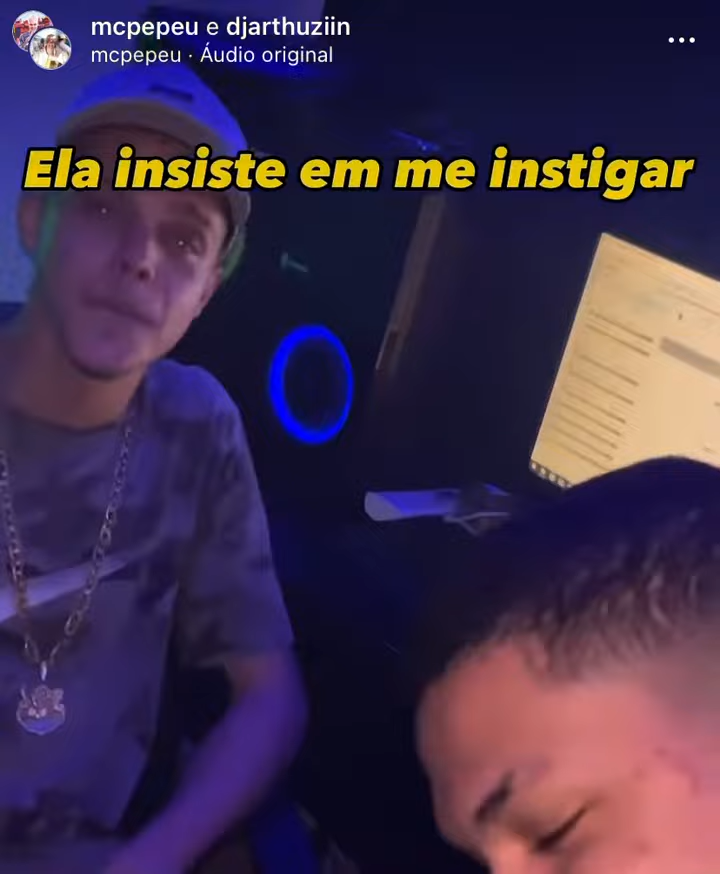 mcpepeu e djarthuziin
mcpepeu · Áudio original
Ela insiste em me instigar